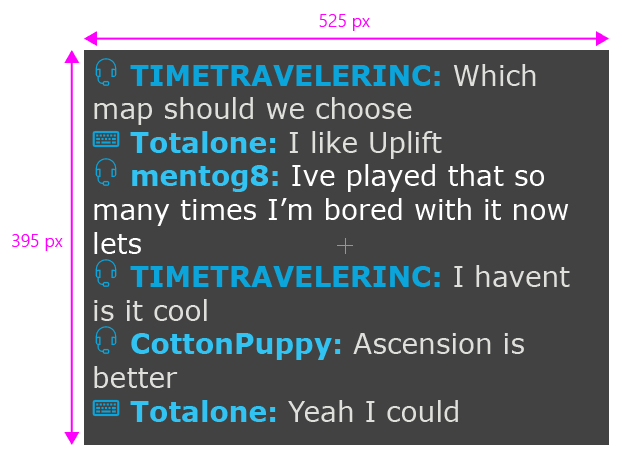 525 px
TIMETRAVELERINC: Which
map should we choose
Totalone: I like Uplift
mentog8: Ive played that so
many times I’m bored with it now
395 px
lets
TIMETRAVELERINC: I havent
is it cool
CottonPuppy: Ascension is
better
Totalone: Yeah I could